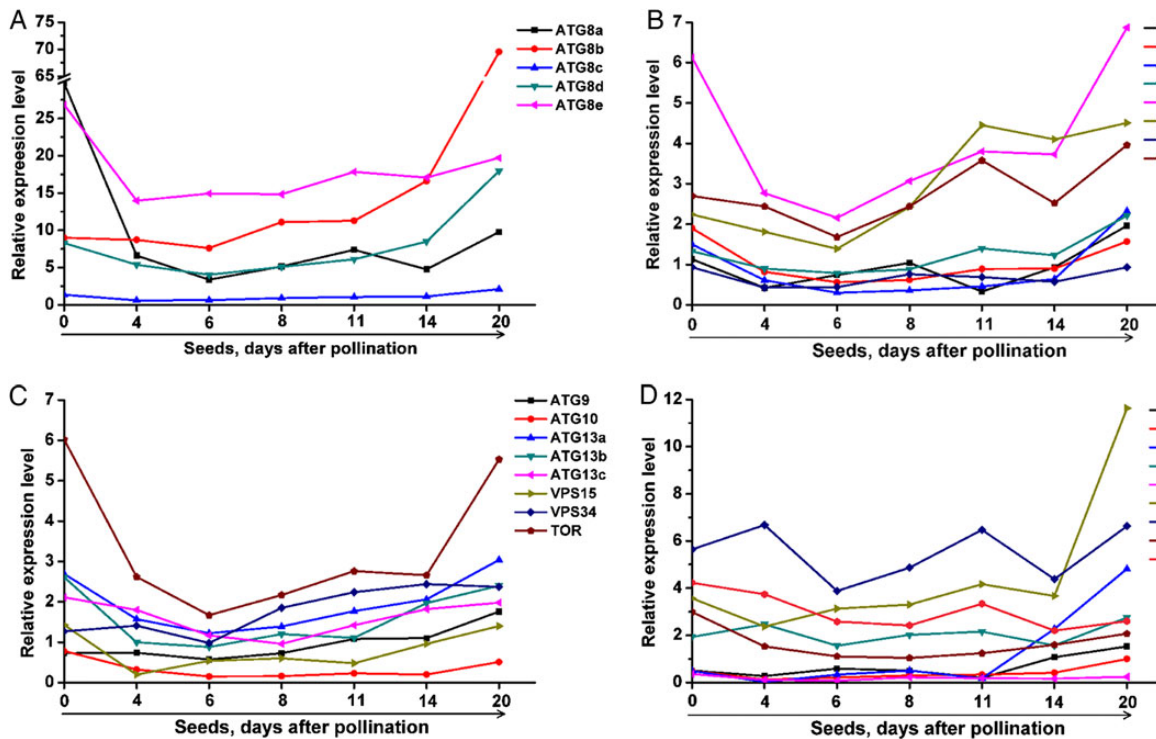 A
Relative expreesion level
75
70
65
25
20
15
10
5
0
0 4 6 8 11 14 20
Seeds, days after pollination
ATG8a
ATG8b
ATG8c
ATG8d
ATG8e
B
Relative expression level
7
6
5
4
3
2
1
0
0 4 6 8 11 14 20
Seeds, days after pollination
C
Relative expression level
7
6
5
4
3
2
1
0
0 4 6 8 11 14 20
Seeds, days after pollination
ATG9
ATG10
ATG13a
ATG13b
ATG13c
VPS15
VPS34
TOR
D
Relative expression level
12
10
8
6
4
2
0
0 4 6 8 11 14 20
Seeds, days after pollination